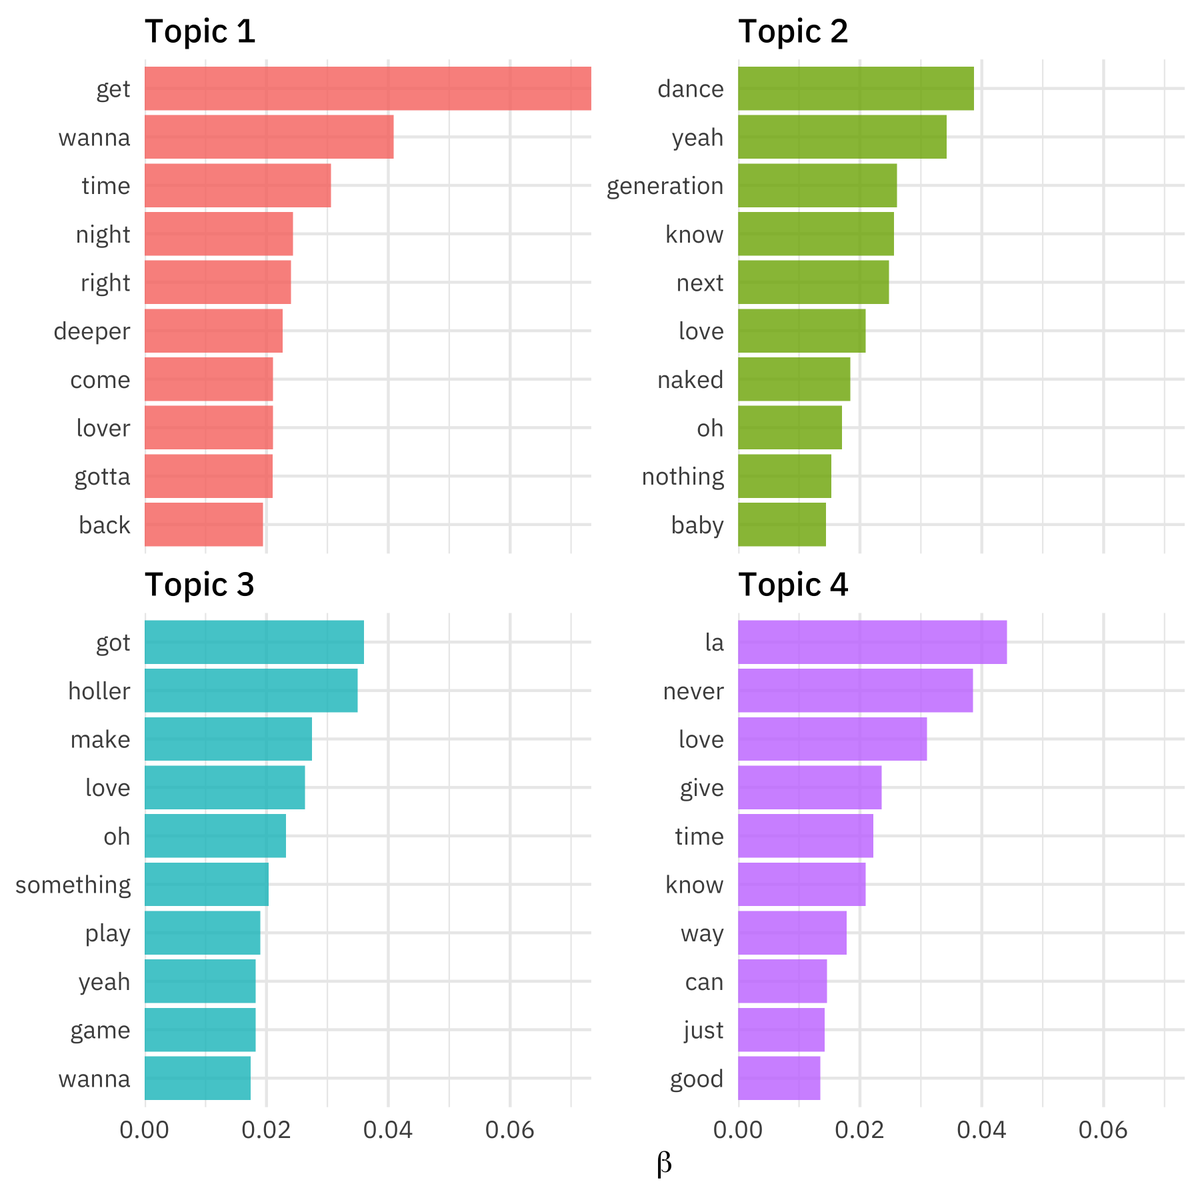 Topic 1
get
wanna
time
night
right
deeper
come
lover
gotta
back
Topic 2
dance
yeah
generation
know
next
love
naked
oh
nothing
baby
Topic 3
got
holler
make
love
oh
something
play
yeah
game
wanna
0.00 0.02 0.04 0.06
Topic 4
la
never
love
give
time
know
way
can
just
good
0.00 0.02 0.04 0.06
β